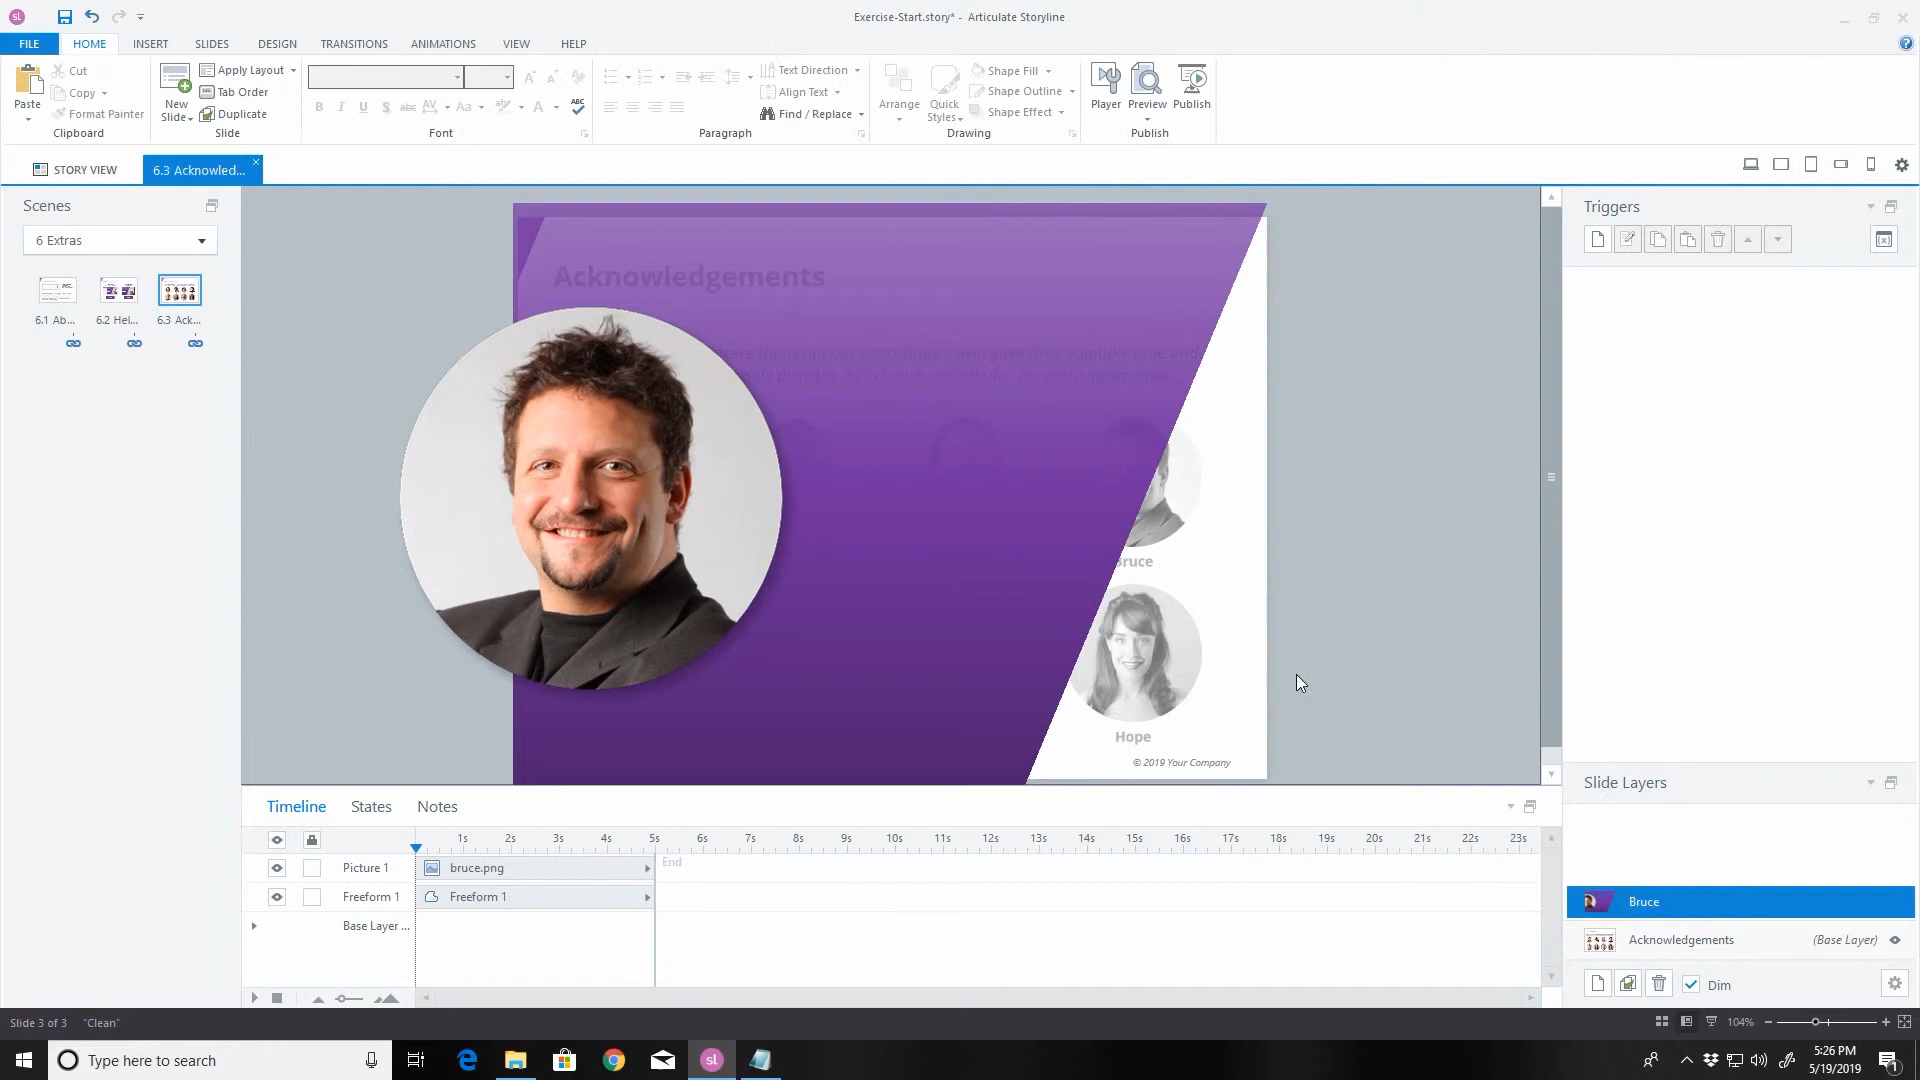 sl
Exercise-Start.story* - Articulate Storyline
FILE HOME INSERT SLIDES DESIGN TRANSITIONS ANIMATIONS VIEW HELP
Paste
Cut
Copy
Format Painter
Clipboard
New Slide
Apply Layout
Tab Order
Duplicate
Slide
B I U S abc AV Aa A ABC
Font
Text Direction
Align Text
Find / Replace
Paragraph
Arrange
Quick Styles
Shape Fill
Shape Outline
Shape Effect
Drawing
Player
Preview
Publish
Publish
STORY VIEW
6.3 Acknowled...
Scenes
6 Extras
6.1 Ab... 6.2 Hel... 6.3 Ack...
Acknowledgements
Bruce
Hope
© 2019 Your Company
Triggers
Timeline States Notes
1s 2s 3s 4s 5s 6s 7s 8s 9s 10s 11s 12s 13s 14s 15s 16s 17s 18s 19s 20s 21s 22s 23s
Picture 1 bruce.png End
Freeform 1 Freeform 1
Base Layer ...
Slide Layers
Bruce
Acknowledgements (Base Layer)
Dim
Slide 3 of 3 "Clean"
104%
Type here to search
sl
5:26 PM
5/19/2019
1